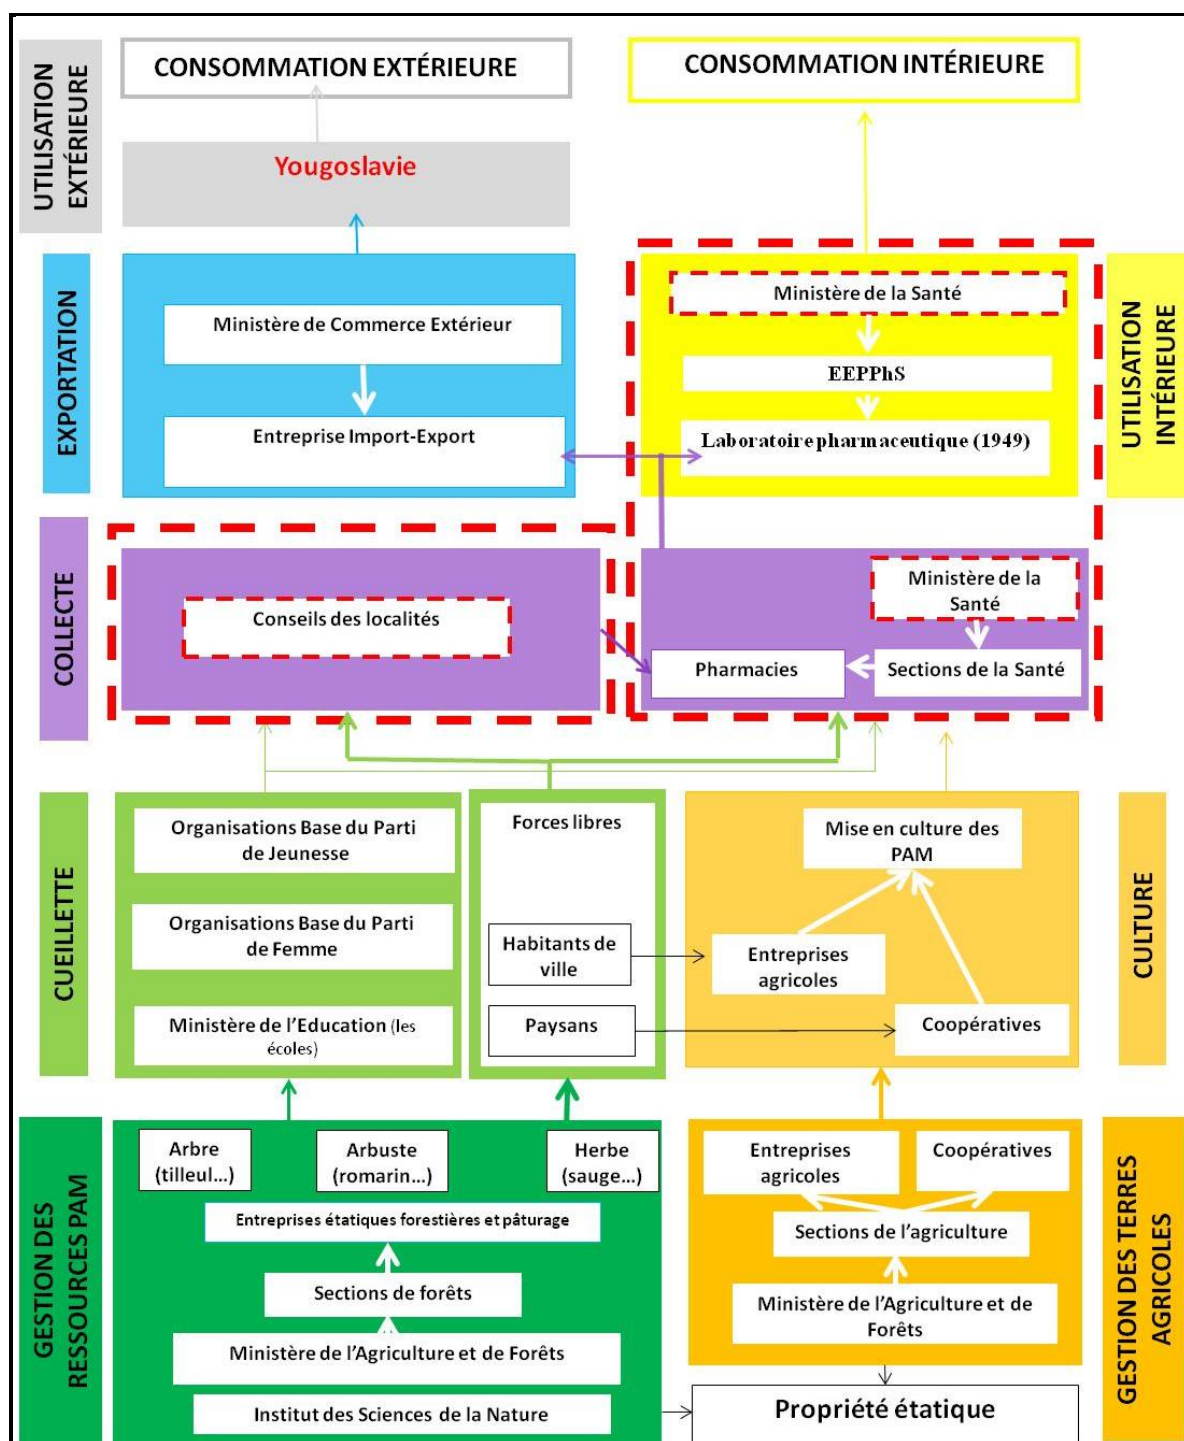 UTILISATION
EXTÉRIEURE
CONSOMMATION EXTÉRIEURE
CONSOMMATION INTÉRIEURE
Yougoslavie
EXPORTATION
Ministère de Commerce Extérieur
Entreprise Import-Export
Ministère de la Santé
EEPPhS
Laboratoire pharmaceutique (1949)
UTILISATION
INTÉRIEURE
COLLECTE
Conseils des localités
Ministère de la
Santé
Pharmacies
Sections de la Santé
CUEILLETTE
Organisations Base du Parti
de Jeunesse
Organisations Base du Parti
de Femme
Ministère de l'Education (les
écoles)
Forces libres
Habitants de
ville
Paysans
Mise en culture des
PAM
Entreprises
agricoles
Coopératives
CULTURE
GESTION DES
RESSOURCES PAM
Arbre
(tilleul...)
Arbuste
(romarin...)
Herbe
(sauge...)
Entreprises étatiques forestières et pâturage
Sections de forêts
Ministère de l'Agriculture et de Forêts
Institut des Sciences de la Nature
Entreprises
agricoles
Coopératives
Sections de l'agriculture
Ministère de l'Agriculture et de
Forêts
Propriété étatique
GESTION DES TERRES
AGRICOLES